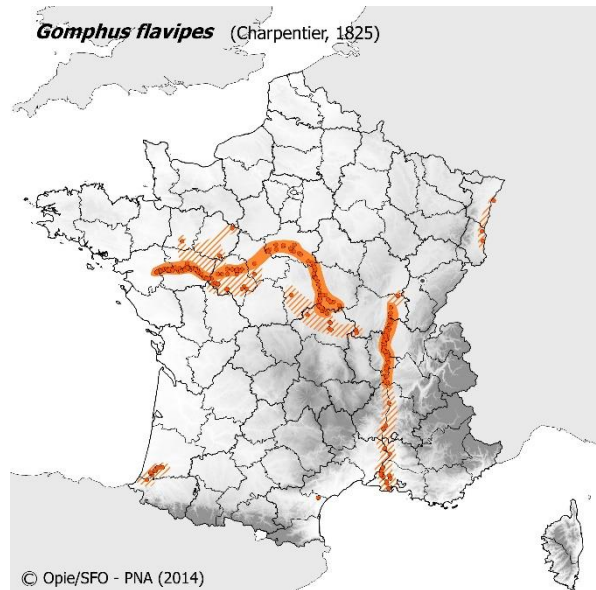 Gomphus flavipes (Charpentier, 1825)
© Opie/SFO - PNA (2014)